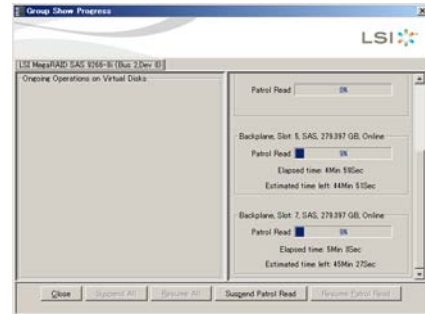 Group Show Progress
LSI
LSI MegaRAID SAS 9266-8i (Bus 2,Dev 0)
Ongoing Operations on Virtual Disks
Patrol Read
0%
Backplane, Slot: 5, SAS, 279.397 GB, Online
Patrol Read
9%
Elapsed time: 4Min 51Sec
Estimated time left: 44Min 51Sec
Backplane, Slot: 7, SAS, 279.397 GB, Online
Patrol Read
9%
Elapsed time: 5Min 8Sec
Estimated time left: 45Min 27Sec
Close
Suspend All
Resume All
Suspend Patrol Read
Resume Patrol Read